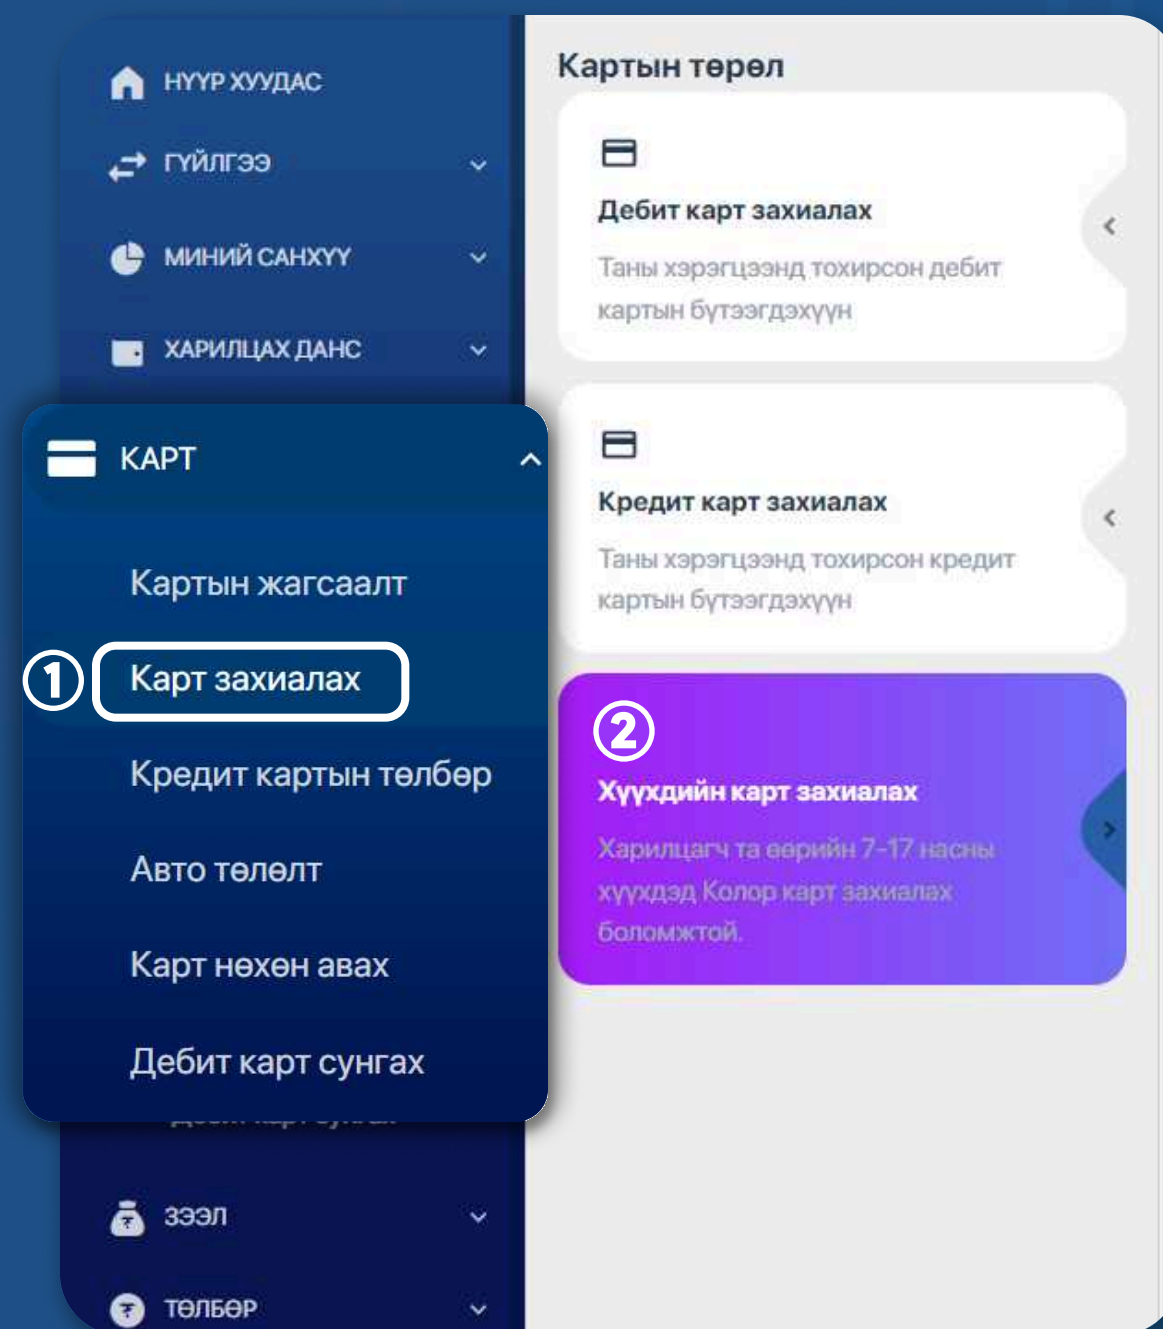 НҮҮР ХУУДАС
ГҮЙЛГЭЭ
МИНИЙ САНХҮҮ
ХАРИЛЦАХ ДАНС
КАРТ
Картын жагсаалт
1 Карт захиалах
Кредит картын төлбөр
Авто төлөлт
Карт нөхөн авах
Дебит карт сунгах
ЗЭЭЛ
ТӨЛБӨР
Картын төрөл
Дебит карт захиалах
Таны хэрэгцээнд тохирсон дебит
картын бүтээгдэхүүн
Кредит карт захиалах
Таны хэрэгцээнд тохирсон кредит
картын бүтээгдэхүүн
2
Хүүхдийн карт захиалах
Харилцагч та өөрийн 7-17 насны
хүүхдэд Колор карт захиалах
боломжтой.